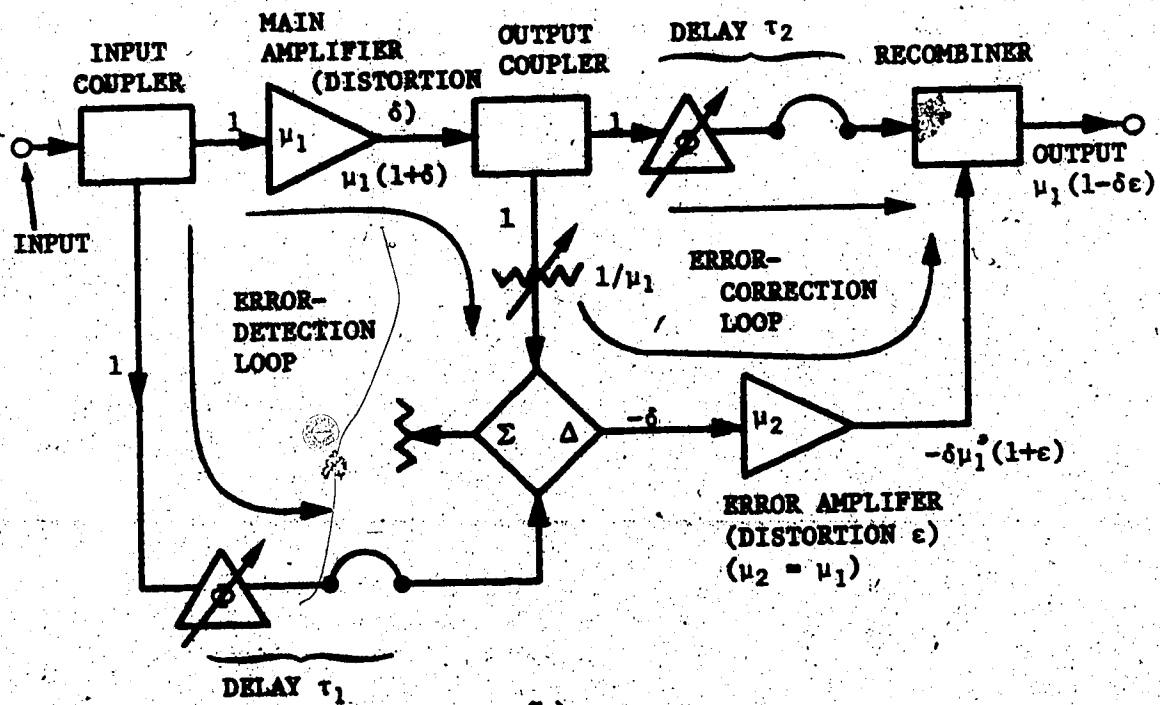 INPUT
COUPLER
MAIN
AMPLIFIER
(DISTORTION
δ)
OUTPUT
COUPLER
DELAY τ2
RECOMBINER
1
μ1
μ1(1+δ)
1
Φ
OUTPUT
μ1(1-δε)
INPUT
1
1/μ1
ERROR-
DETECTION
LOOP
ERROR-
CORRECTION
LOOP
1
Σ Δ
-δ
μ2
-δμ1(1+ε)
ERROR AMPLIFER
(DISTORTION ε)
(μ2 = μ1)
Φ
DELAY τ1